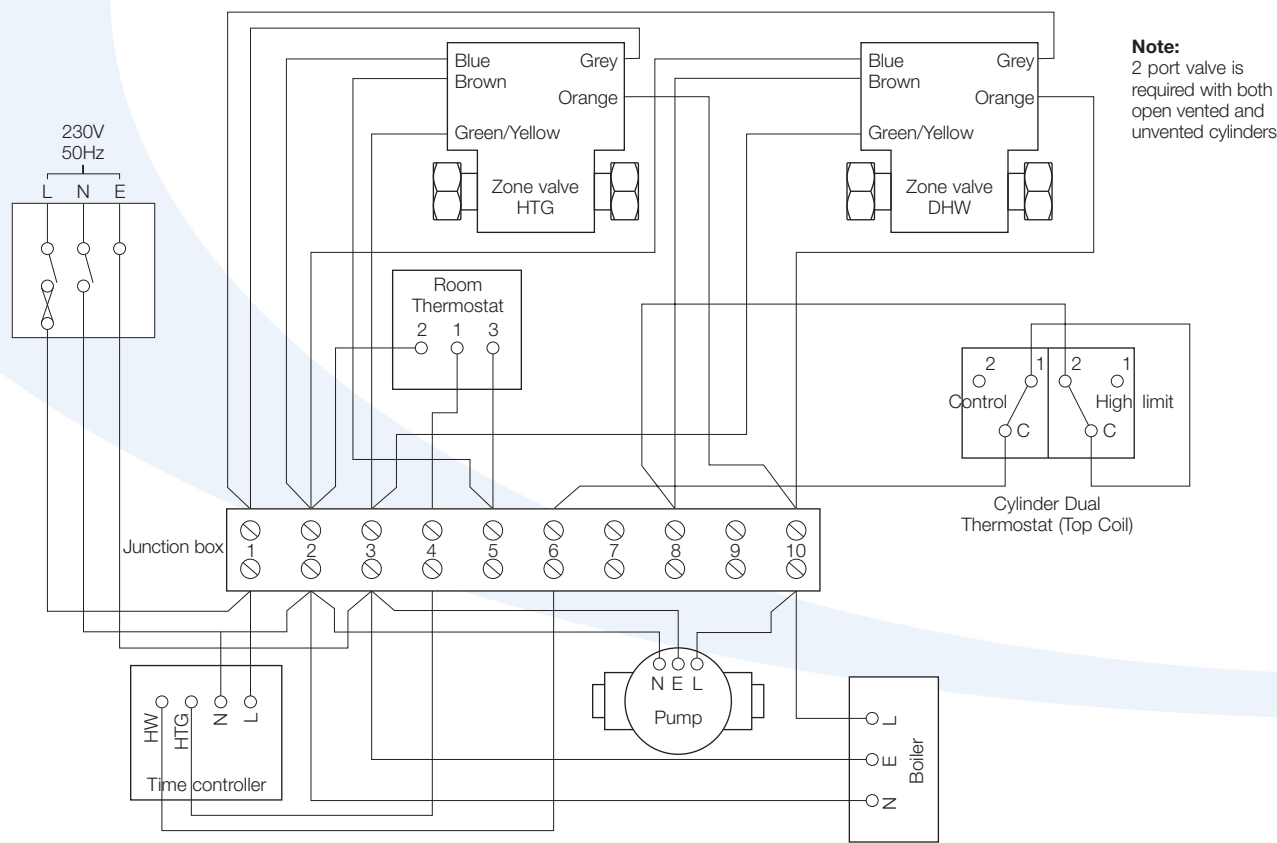 Note:
2 port valve is
required with both
open vented and
unvented cylinders
230V
50Hz
L N E
Blue Grey
Brown
Orange
Green/Yellow
Zone valve
HTG
Blue Grey
Brown
Orange
Green/Yellow
Zone valve
DHW
Room
Thermostat
2 1 3
2 1 2 1
Control High limit
C C
Cylinder Dual
Thermostat (Top Coil)
Junction box
1 2 3 4 5 6 7 8 9 10
HW HTG N L
Time controller
N E L
Pump
L
E
N
Boiler